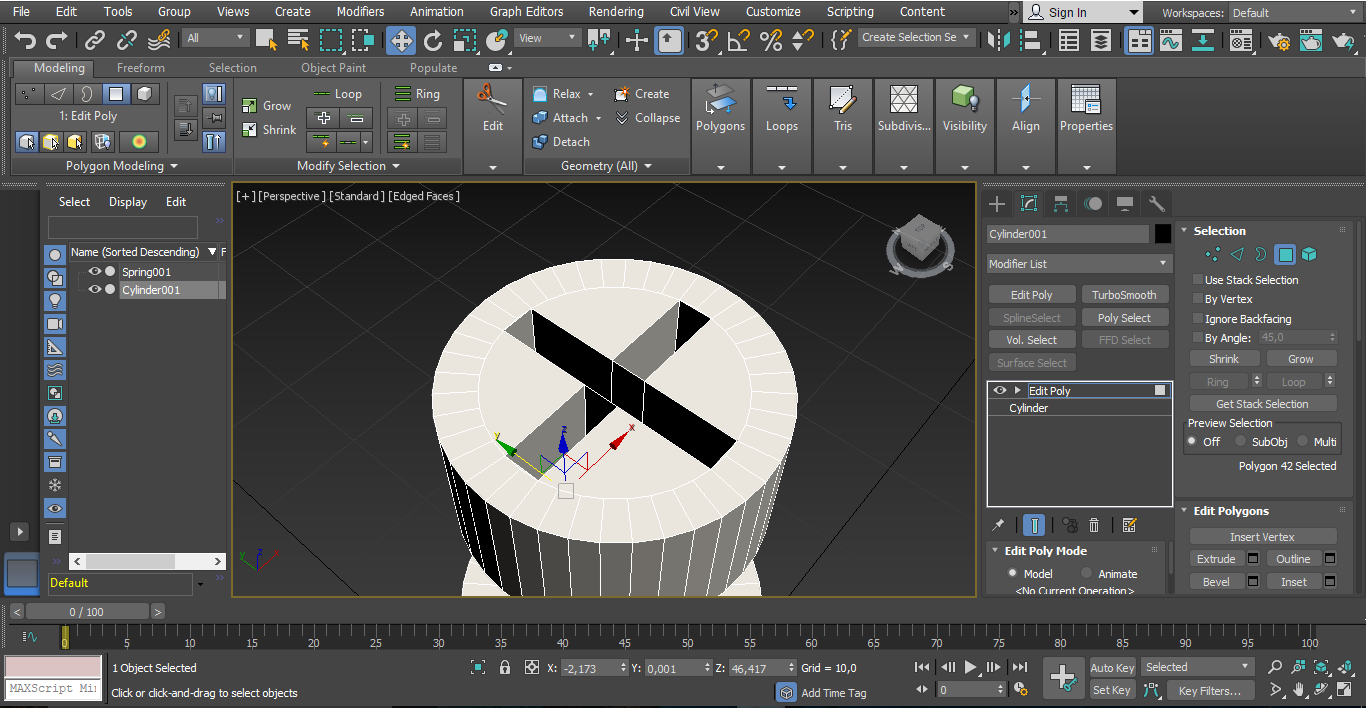 File Edit Tools Group Views Create Modifiers Animation Graph Editors Rendering Civil View Customize Scripting Content » Sign In Workspaces: Default
All View Create Selection Se
Modeling Freeform Selection Object Paint Populate
Grow Loop Ring Edit Relax Create Polygons Loops Tris Subdivis... Visibility Align Properties
1: Edit Poly Shrink Attach Collapse
Detach
Polygon Modeling Modify Selection Geometry (All)
Select Display Edit
Name (Sorted Descending) F
Spring001
Cylinder001
Default
[+] [Perspective ] [Standard ] [Edged Faces ]
TOP
W S
z
y x
z
y x
Cylinder001
Modifier List
Edit Poly TurboSmooth
SplineSelect Poly Select
Vol. Select FFD Select
Surface Select
Edit Poly
Cylinder
Edit Poly Mode
Model Animate
<No Current Operation>
Selection
Use Stack Selection
By Vertex
Ignore Backfacing
By Angle: 45,0
Shrink Grow
Ring Loop
Get Stack Selection
Preview Selection
Off SubObj Multi
Polygon 42 Selected
Edit Polygons
Insert Vertex
Extrude Outline
Bevel Inset
< 0 / 100 >
0 5 10 15 20 25 30 35 40 45 50 55 60 65 70 75 80 85 90 95 100
1 Object Selected X: -2,173 Y: 0,001 Z: 46,417 Grid = 10,0 Auto Key Selected
MAXScript Mi Click or click-and-drag to select objects Add Time Tag 0 Set Key Key Filters...